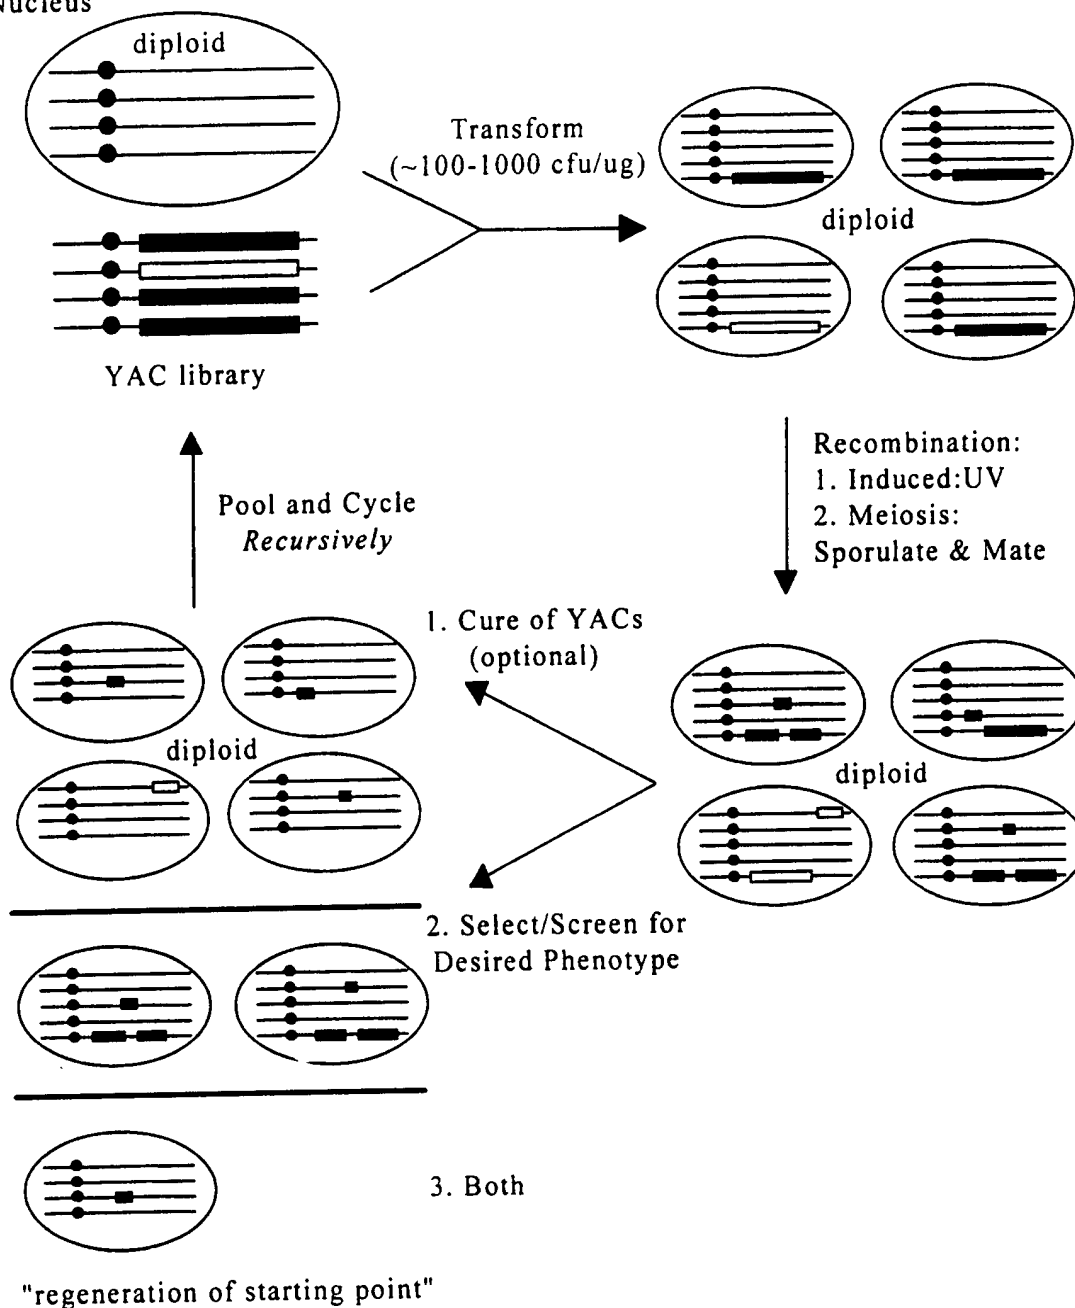 Nucleus
diploid
Transform
(~100-1000 cfu/ug)
diploid
YAC library
Recombination:
1. Induced:UV
2. Meiosis:
Sporulate & Mate
Pool and Cycle
Recursively
1. Cure of YACs
(optional)
diploid
diploid
2. Select/Screen for
Desired Phenotype
3. Both
"regeneration of starting point"